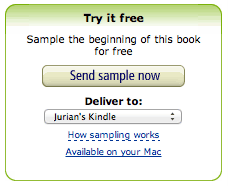 Try it free
Sample the beginning of this book
for free
Send sample now
Deliver to:
Jurian's Kindle
How sampling works
Available on your Mac